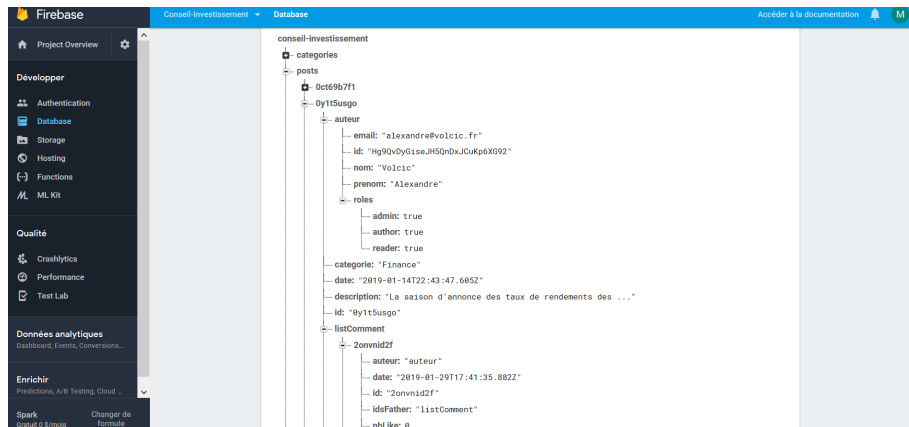 Firebase
Conseil-Investissement
Database
Accéder à la documentation
M
Project Overview
Développer
Authentication
Database
Storage
Hosting
Functions
ML Kit
Qualité
Crashlytics
Performance
Test Lab
Données analytiques
Dashboard, Events, Conversions...
Enrichir
Predictions, A/B Testing, Cloud ...
Spark
Gratuit 0 $/mois
Changer de
formule
conseil-investissement
categories
posts
0ct69b7f1
0y1t5usgo
auteur
email: "alexandre@volcic.fr"
id: "Hg9QvDyGiseJH5QnDxJCuKp6XG92"
nom: "Volcic"
prenom: "Alexandre"
roles
admin: true
author: true
reader: true
categorie: "Finance"
date: "2019-01-14T22:43:47.605Z"
description: "La saison d'annonce des taux de rendements des ..."
id: "0y1t5usgo"
listComment
2onvnid2f
auteur: "auteur"
date: "2019-01-29T17:41:35.882Z"
id: "2onvnid2f"
idsFather: "listComment"
nbLike: 0